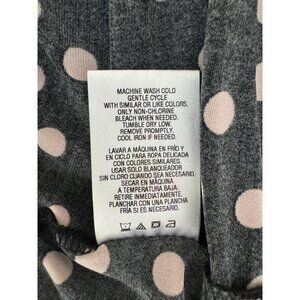 MACHINE WASH COLD
GENTLE CYCLE
WITH SIMILAR OR LIKE COLORS.
ONLY NON-CHLORINE
BLEACH WHEN NEEDED.
TUMBLE DRY LOW.
REMOVE PROMPTLY.
COOL IRON IF NEEDED.
LAVAR A MÁQUINA EN FRÍO Y
EN CICLO PARA ROPA DELICADA
CON COLORES SIMILARES.
USAR SOLO BLANQUEADOR
SIN CLORO CUANDO SEA NECESARIO.
SECAR EN MÁQUINA
A TEMPERATURA BAJA.
RETIRE INMEDIATAMENTE.
PLANCHAR CON UNA PLANCHA
FRÍA SI ES NECESARIO.